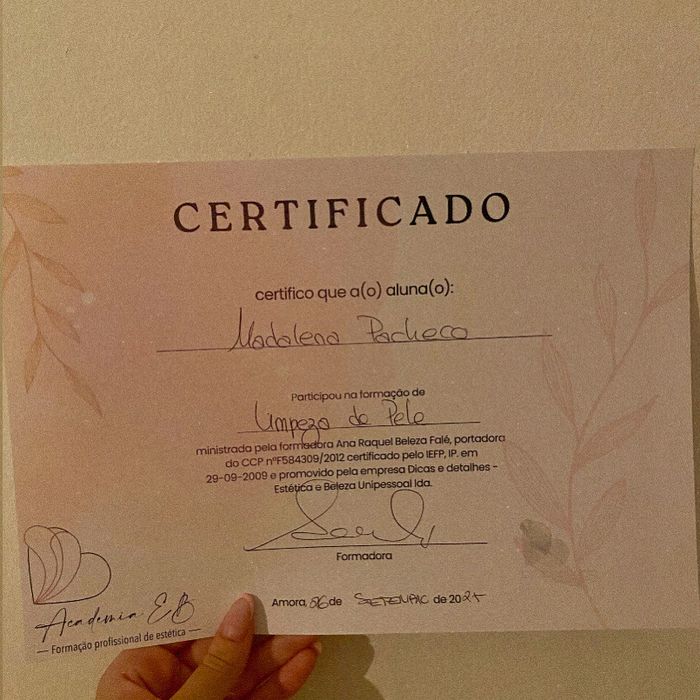 CERTIFICADO
certifico que a(o) aluna(o):
Madalena Pacheco
Participou na formação de
Limpeza de Pele
ministrada pela formadora Ana Raquel Beleza Falé, portadora
do CCP nºF584309/2012 certificado pelo IEFP, IP. em
29-09-2009 e promovido pela empresa Dicas e detalhes -
Estética e Beleza Unipessoal lda.
Formadora
Academia EB
— Formação profissional de estética —
Amora, de SETEMBRO de 202